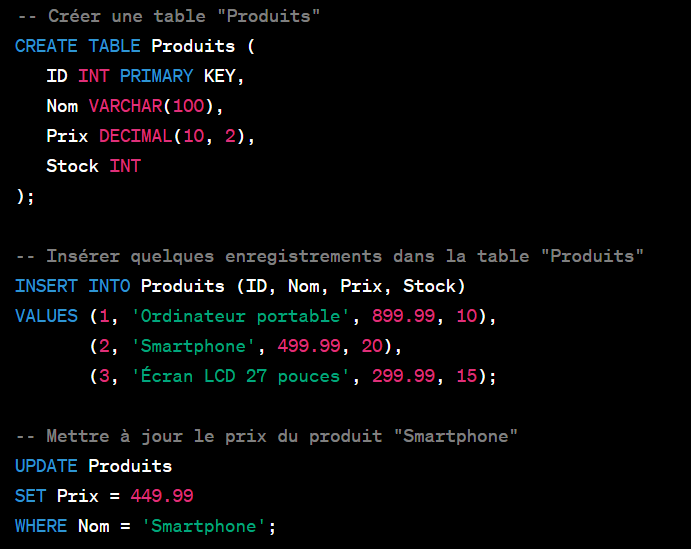 -- Créer une table "Produits"
CREATE TABLE Produits (
   ID INT PRIMARY KEY,
   Nom VARCHAR(100),
   Prix DECIMAL(10, 2),
   Stock INT
);

-- Insérer quelques enregistrements dans la table "Produits"
INSERT INTO Produits (ID, Nom, Prix, Stock)
VALUES (1, 'Ordinateur portable', 899.99, 10),
       (2, 'Smartphone', 499.99, 20),
       (3, 'Écran LCD 27 pouces', 299.99, 15);

-- Mettre à jour le prix du produit "Smartphone"
UPDATE Produits
SET Prix = 449.99
WHERE Nom = 'Smartphone';